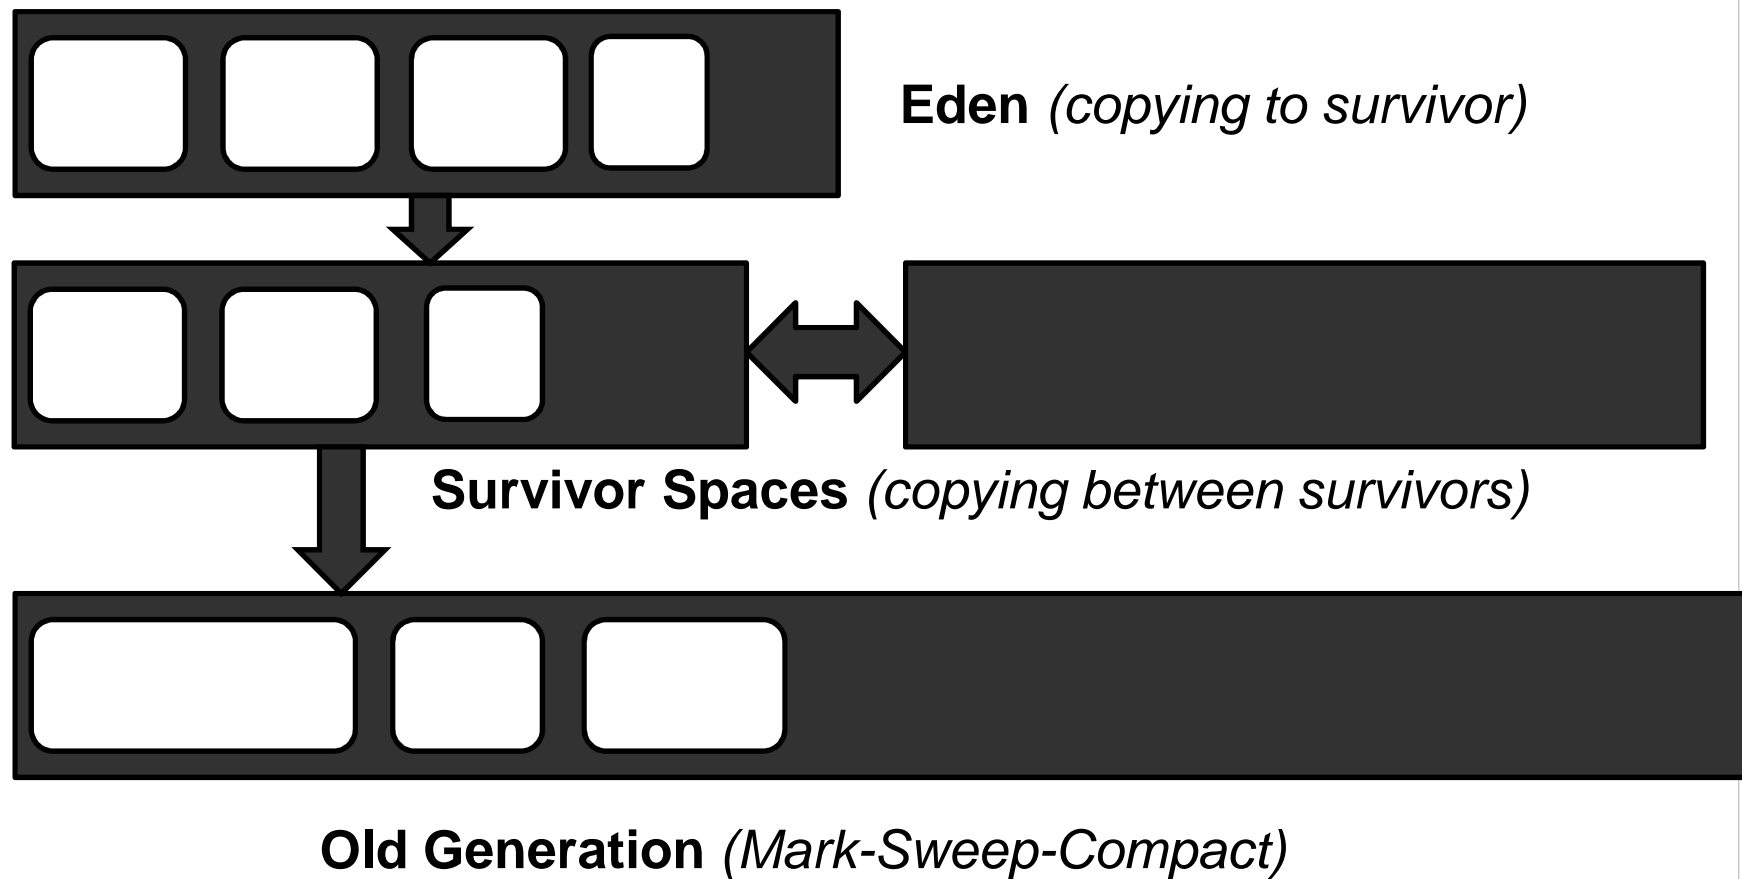 Eden (copying to survivor)
Survivor Spaces (copying between survivors)
Old Generation (Mark-Sweep-Compact)